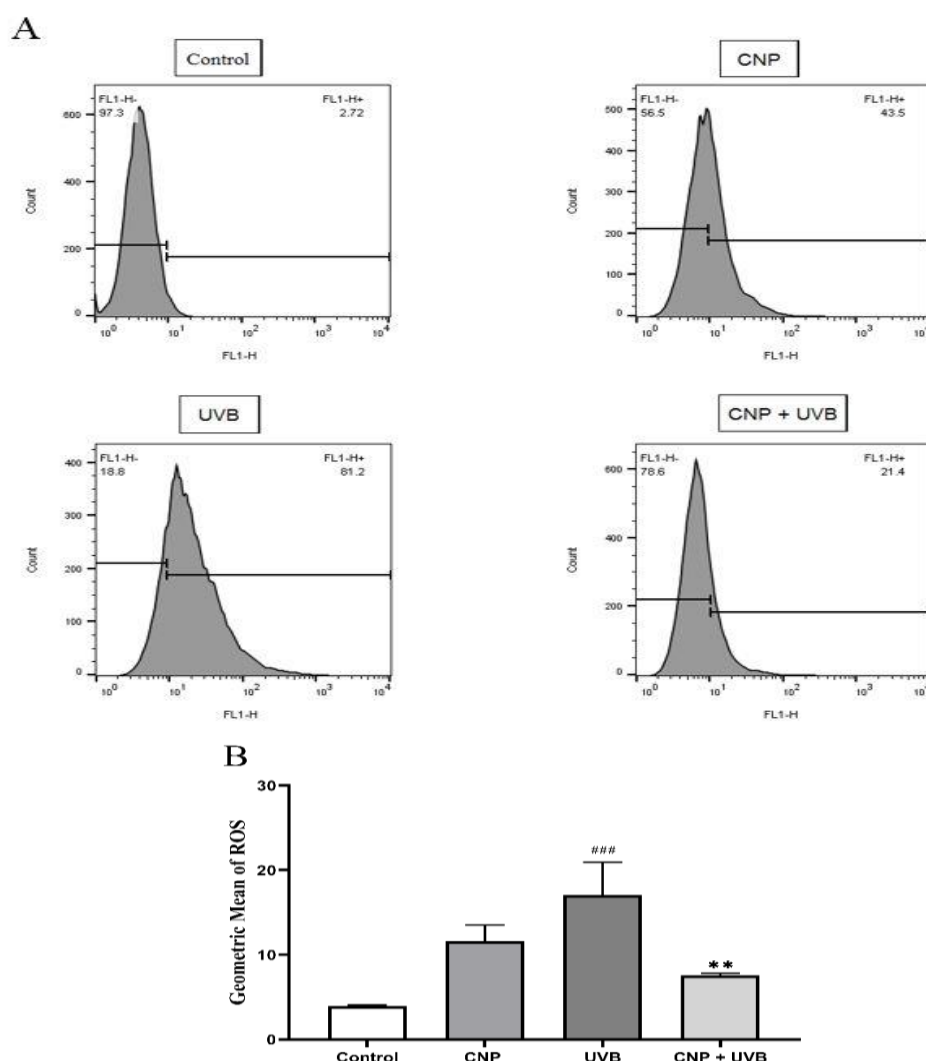 A
Control
FL1-H-
97.3
FL1-H+
2.72
600
400
200
0
Count
10^0 10^1 10^2 10^3 10^4
FL1-H
CNP
FL1-H-
56.5
FL1-H+
43.5
500
400
300
200
100
0
Count
10^0 10^1 10^2 10^3 10^4
FL1-H
UVB
FL1-H-
18.8
FL1-H+
81.2
400
300
200
100
0
Count
10^0 10^1 10^2 10^3 10^4
FL1-H
CNP + UVB
FL1-H-
78.6
FL1-H+
21.4
600
400
200
0
Count
10^0 10^1 10^2 10^3 10^4
FL1-H
B
Geometric Mean of ROS
30
20
10
0
###
**
Control CNP UVB CNP + UVB